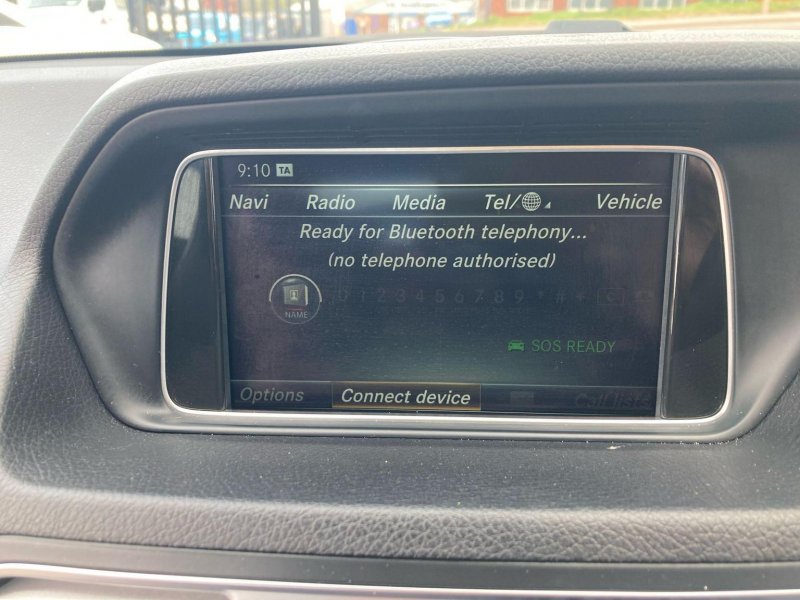 9:10 TA
Navi Radio Media Tel/ Vehicle
Ready for Bluetooth telephony...
(no telephone authorised)
0 1 2 3 4 5 6 7 8 9 * # + C
NAME
SOS READY
Options Connect device Call lists